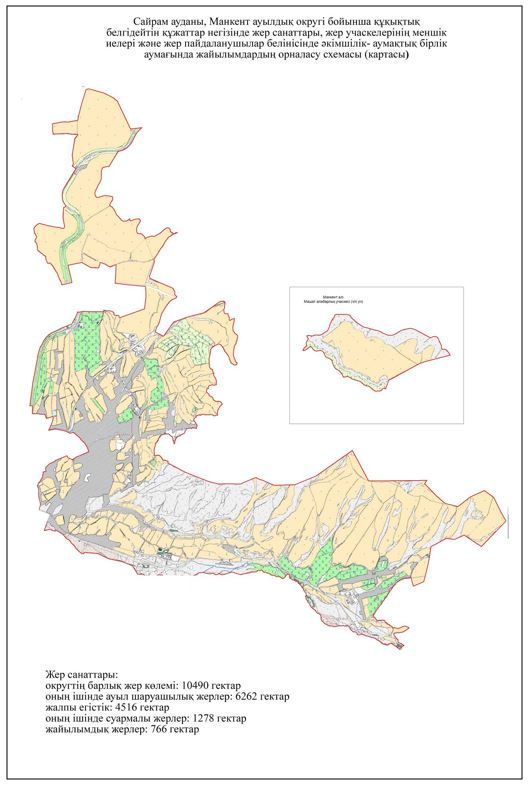 Сайрам ауданы, Манкент ауылдық округі бойынша құқықтық
белгідейтін құжаттар негізінде жер санаттары, жер учаскелерінің меншік
иелері және жер пайдаланушылар белінісінде әкімшілік- аумақтық бірлік
аумағында жайылымдардың орналасу схемасы (картасы)
Манкент а/о
Жер санаттары:
округтің барлық жер көлемі: 10490 гектар
оның ішінде ауыл шаруашылық жерлер: 6262 гектар
жалпы егістік: 4516 гектар
оның ішінде суармалы жерлер: 1278 гектар
жайылымдық жерлер: 766 гектар